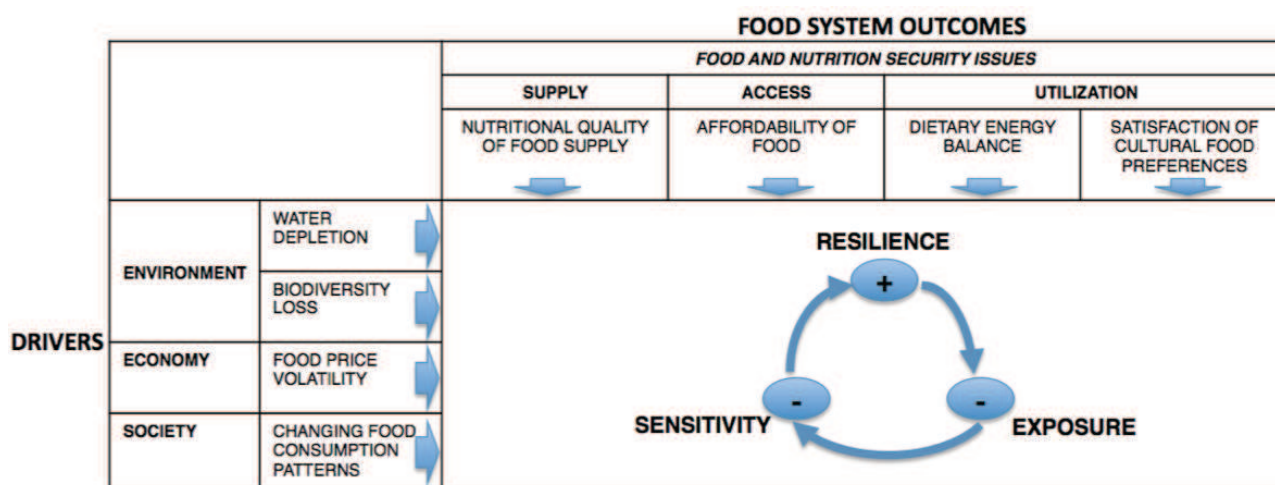 FOOD SYSTEM OUTCOMES
FOOD AND NUTRITION SECURITY ISSUES
SUPPLY
ACCESS
UTILIZATION
NUTRITIONAL QUALITY
OF FOOD SUPPLY
AFFORDABILITY OF
FOOD
DIETARY ENERGY
BALANCE
SATISFACTION OF
CULTURAL FOOD
PREFERENCES
DRIVERS
ENVIRONMENT
WATER
DEPLETION
BIODIVERSITY
LOSS
ECONOMY
FOOD PRICE
VOLATILITY
SOCIETY
CHANGING FOOD
CONSUMPTION
PATTERNS
RESILIENCE
+
-
-
SENSITIVITY
EXPOSURE